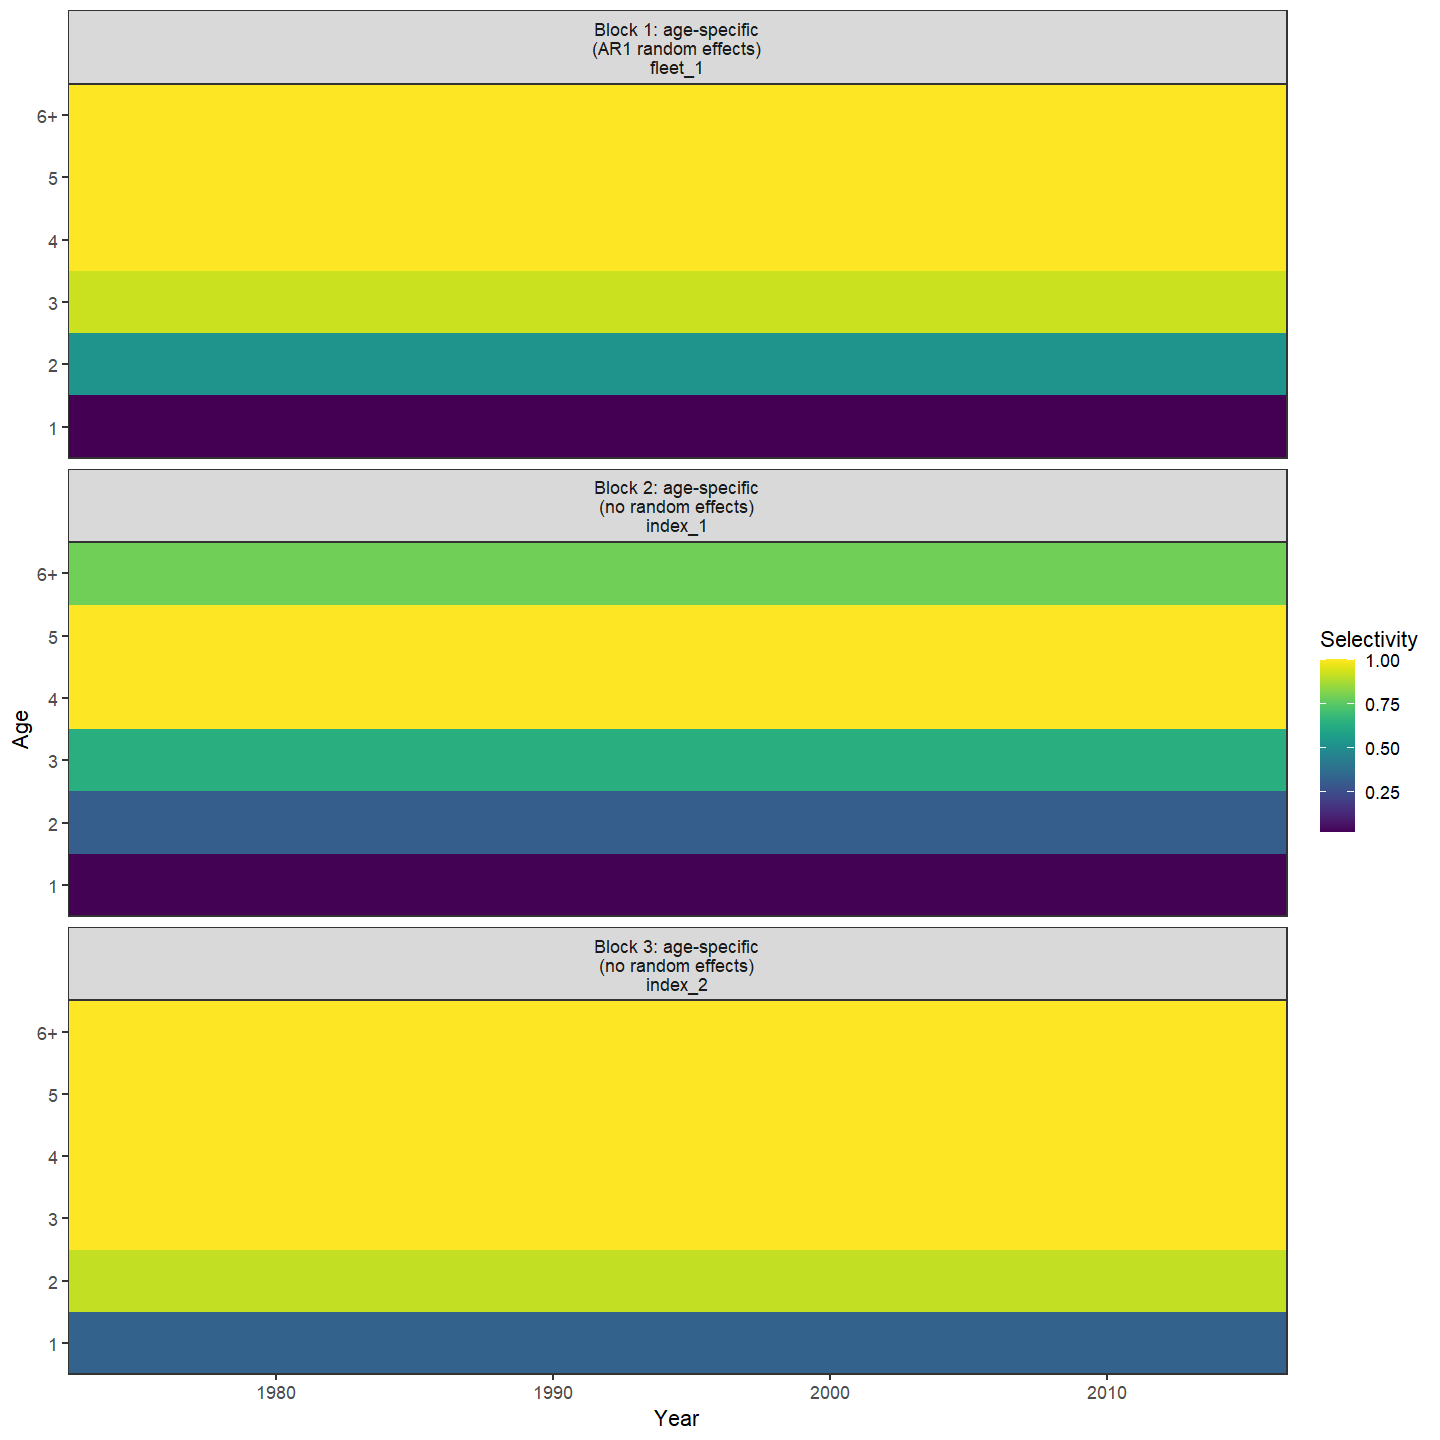 Block 1: age-specific
(AR1 random effects)
fleet_1
6+
5
4
3
2
1
Block 2: age-specific
(no random effects)
index_1
6+
5
4
3
2
1
Block 3: age-specific
(no random effects)
index_2
6+
5
4
3
2
1
1980 1990 2000 2010
Year
Age
Selectivity
1.00
0.75
0.50
0.25